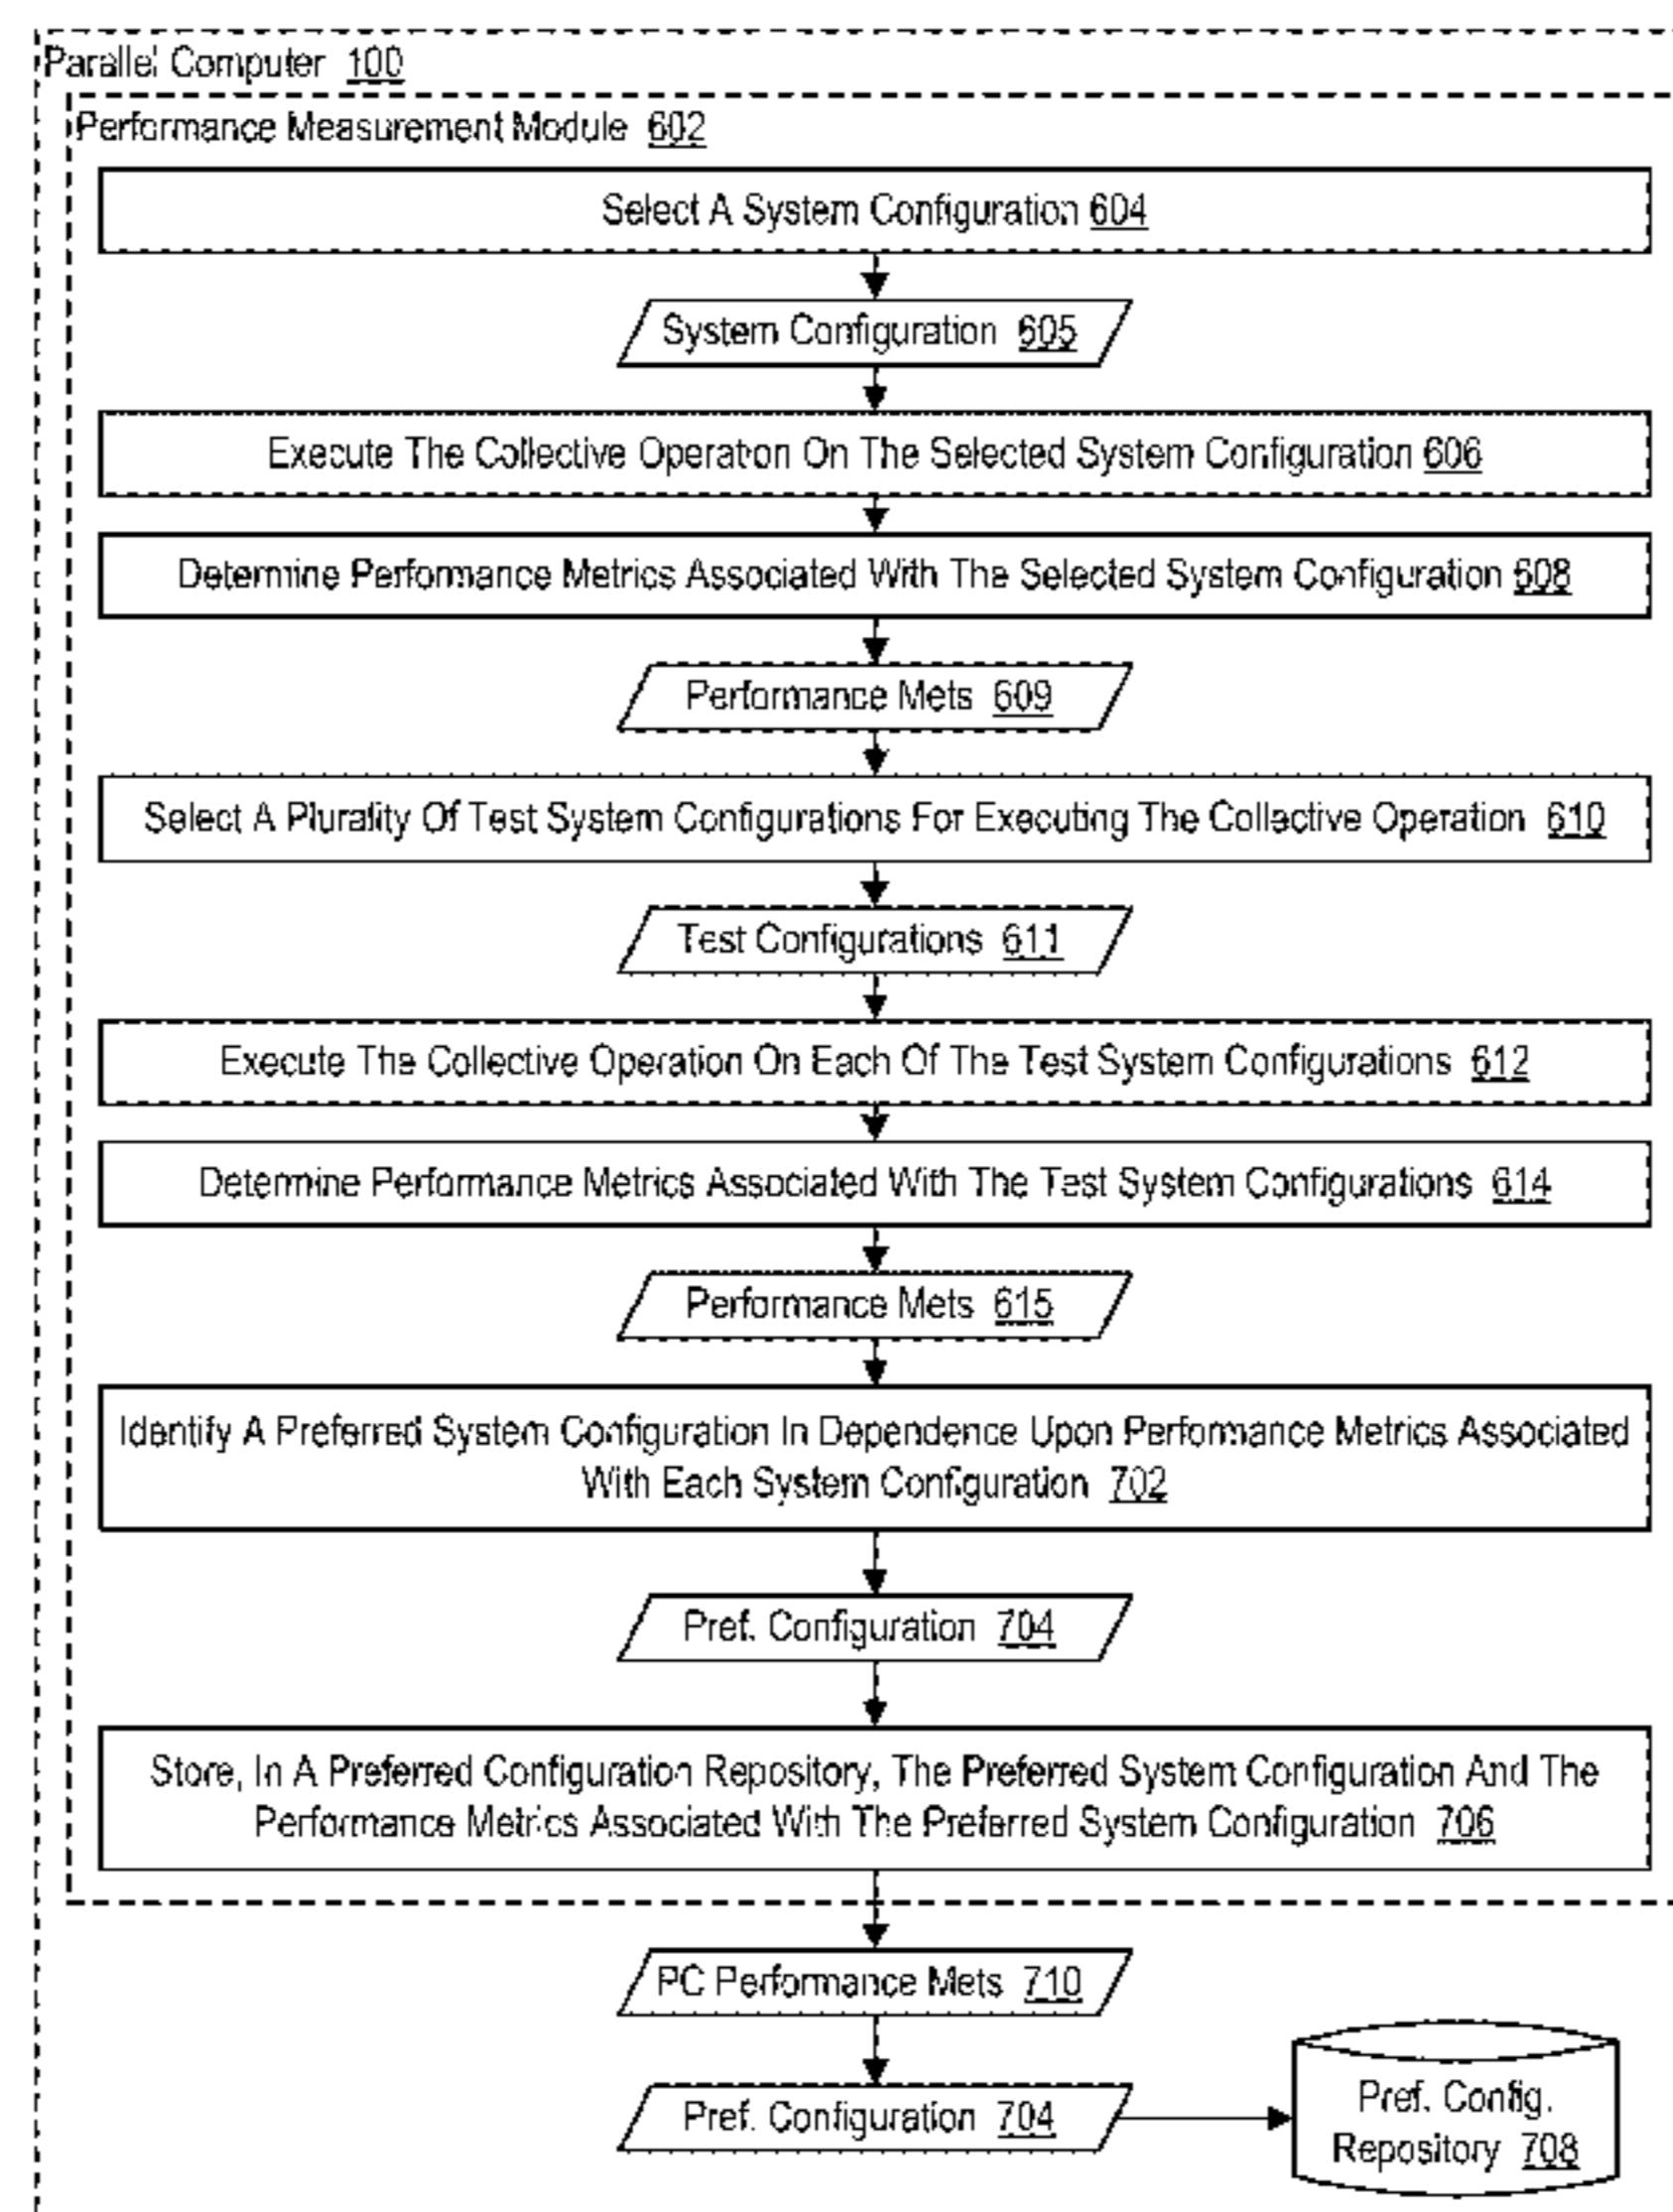 Parallel Computer 100
Performance Measurement Module 602
Select A System Configuration 604
System Configuration 605
Execute The Collective Operation On The Selected System Configuration 606
Determine Performance Metrics Associated With The Selected System Configuration 608
Performance Mets 609
Select A Plurality Of Test System Configurations For Executing The Collective Operation 610
Test Configurations 611
Execute The Collective Operation On Each Of The Test System Configurations 612
Determine Performance Metrics Associated With The Test System Configurations 614
Performance Mets 615
Identify A Preferred System Configuration In Dependence Upon Performance Metrics Associated
With Each System Configuration 702
Pref. Configuration 704
Store, In A Preferred Configuration Repository, The Preferred System Configuration And The
Performance Metrics Associated With The Preferred System Configuration 706
PC Performance Mets 710
Pref. Configuration 704
Pref. Config.
Repository 708